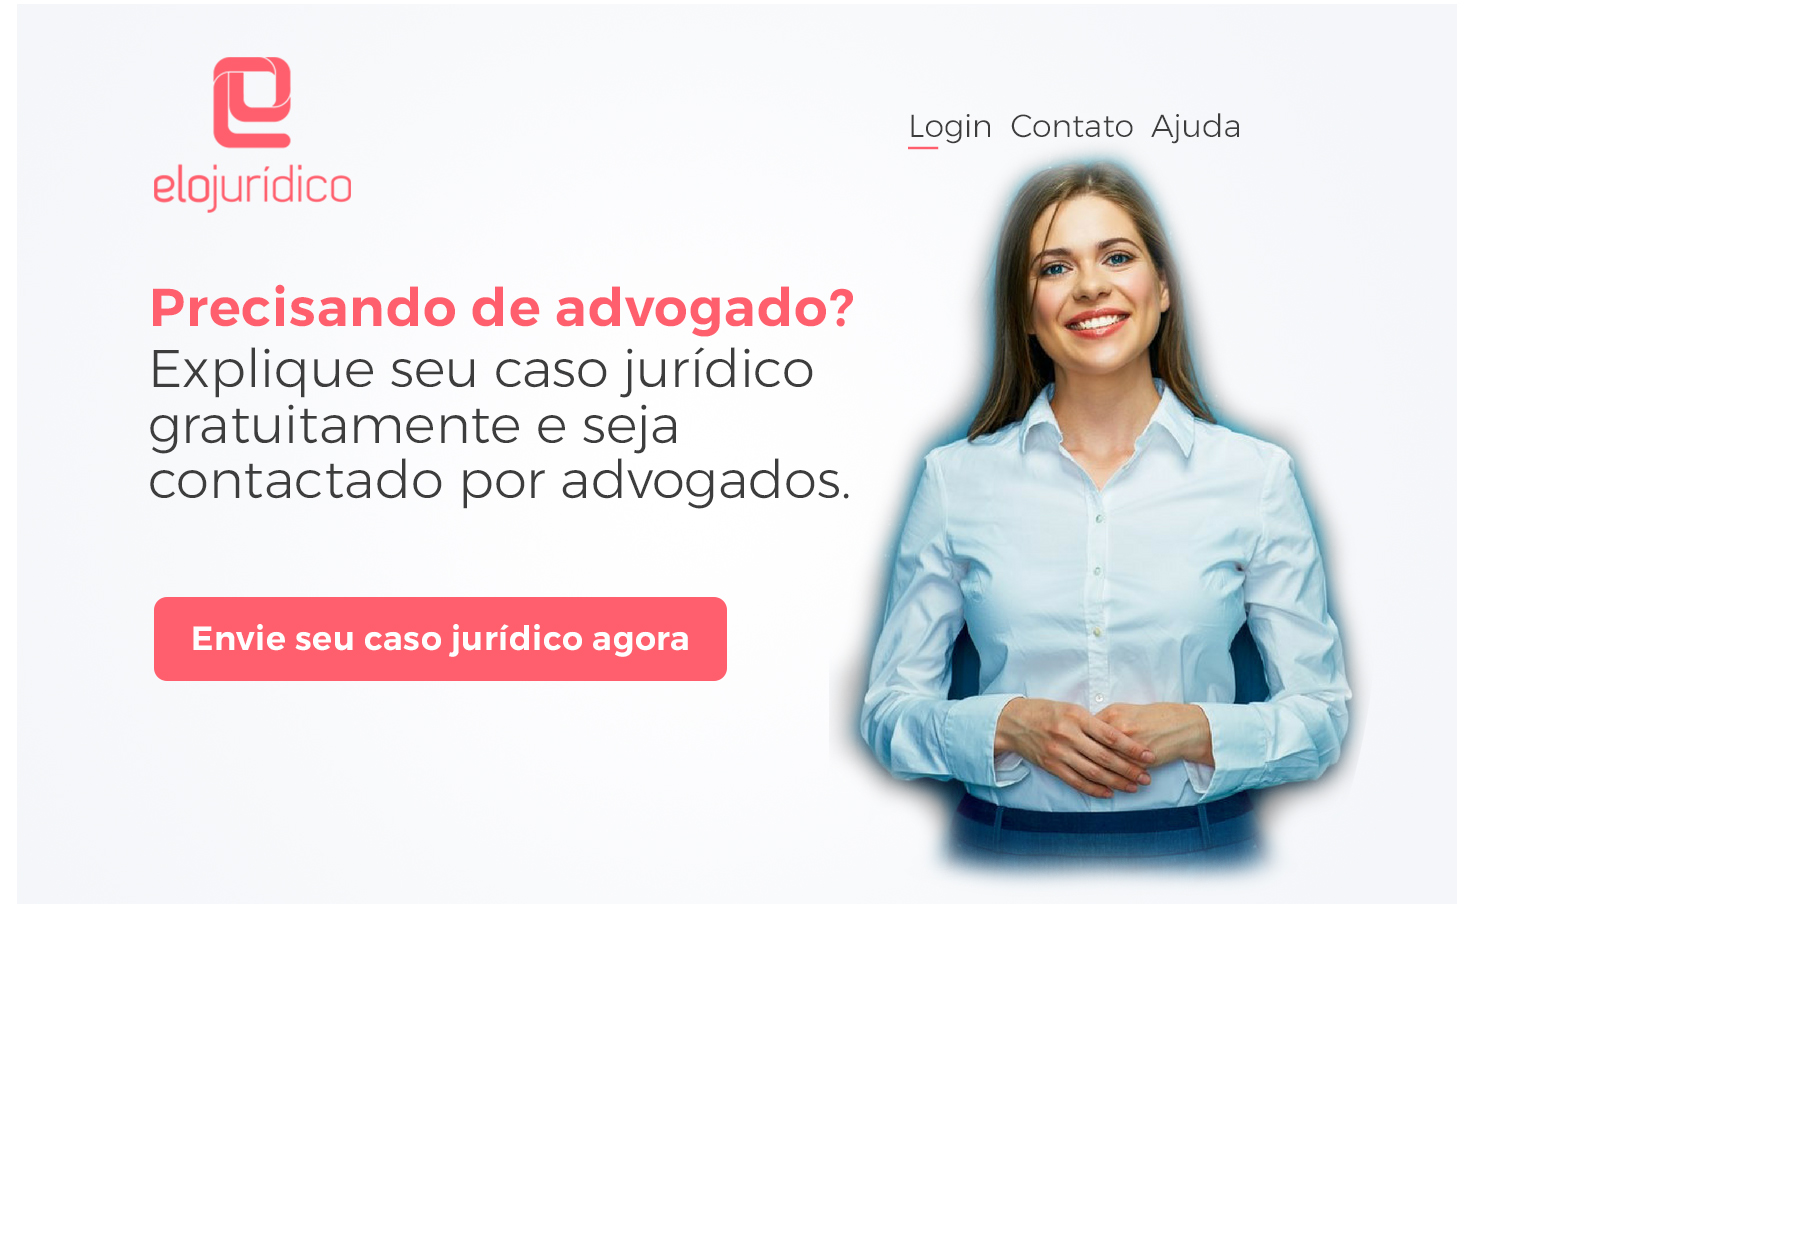 elojurídico
Login Contato Ajuda
Precisando de advogado?
Explique seu caso jurídico
gratuitamente e seja
contactado por advogados.
Envie seu caso jurídico agora